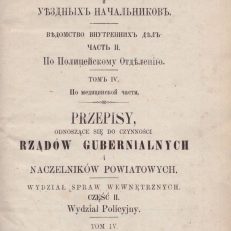 и
УѢЗДНЫХЪ НАЧАЛЬНИКОВЪ.
ВѢДОМСТВО ВНУТРЕННИХЪ ДѢЛЪ
ЧАСТЬ II.
По Полицейскому Отдѣленію.
ТОМЪ IV.
По медицинской части.
PRZEPISY,
ODNOSZĄCE SIĘ DO CZYNNOŚCI
RZĄDÓW GUBERNIALNYCH
i
NACZELNIKÓW POWIATOWYCH.
WYDZIAŁ SPRAW WEWNĘTRZNYCH.
CZĘŚĆ II.
Wydział Policyjny.
TOM IV.